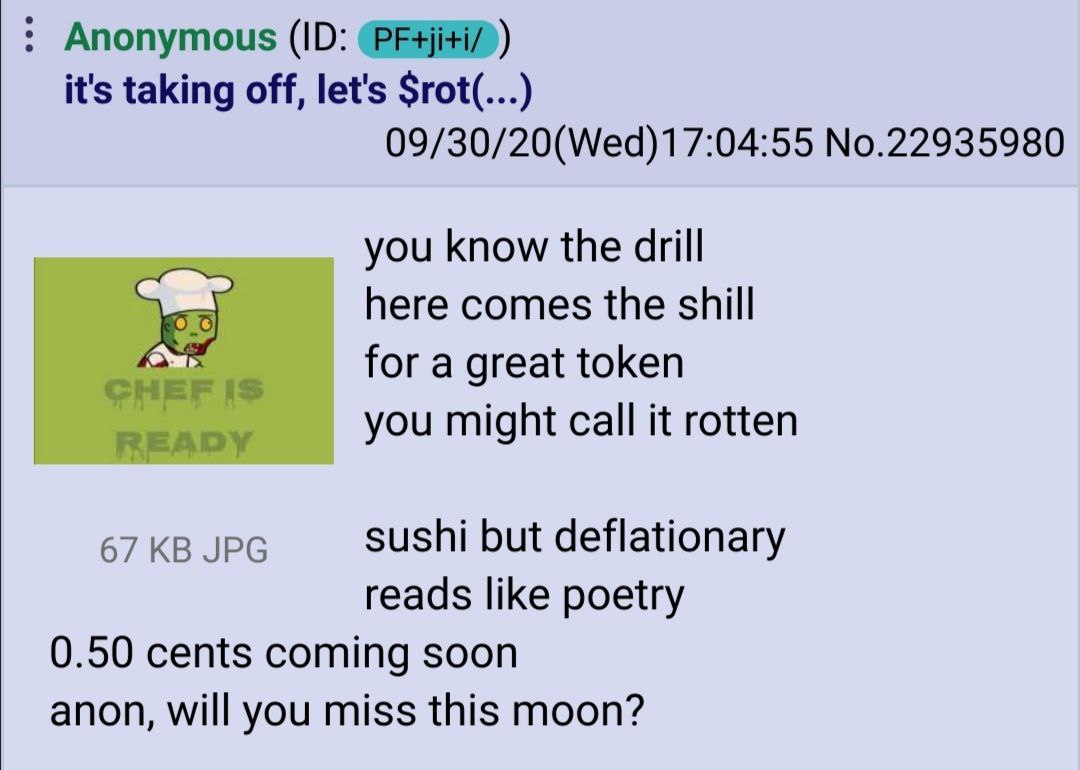 Anonymous (ID: PF+ji+i/)
it's taking off, let's $rot(...)
09/30/20(Wed)17:04:55 No.22935980
CHEF IS
READY
67 KB JPG
you know the drill
here comes the shill
for a great token
you might call it rotten
sushi but deflationary
reads like poetry
0.50 cents coming soon
anon, will you miss this moon?